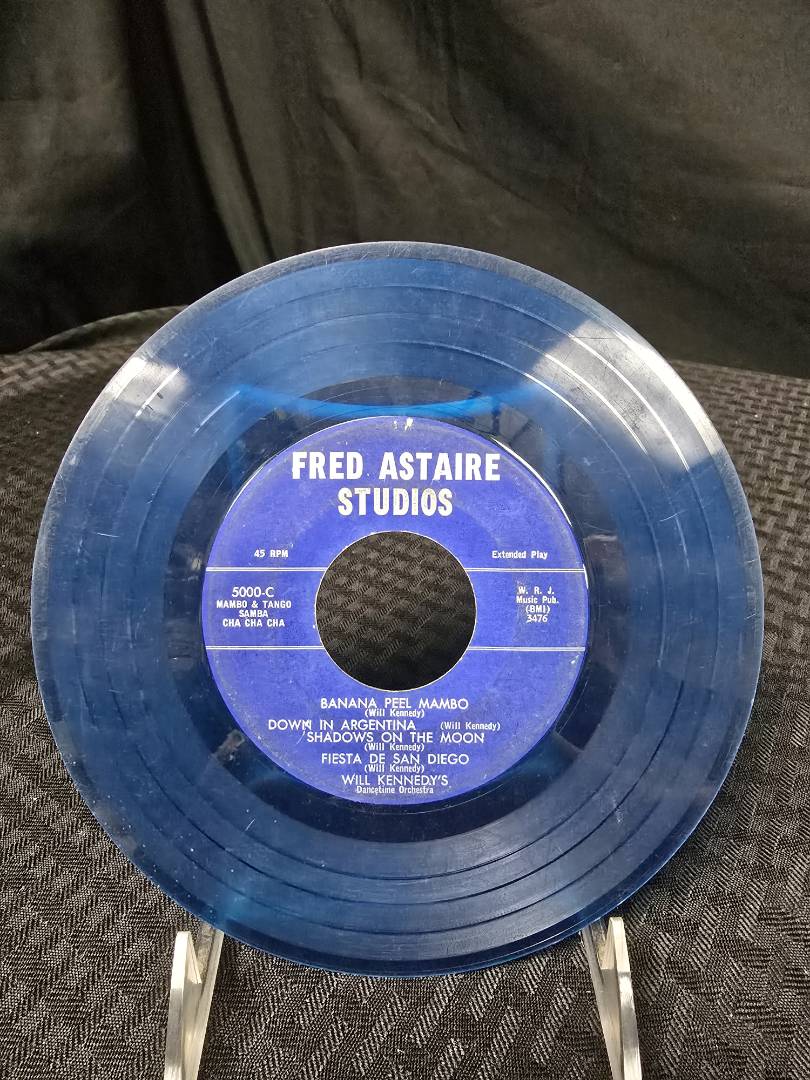 FRED ASTAIRE
STUDIOS
45 RPM
Extended Play
5000-C
MAMBO & TANGO
SAMBA
CHA CHA CHA
W. R. J.
Music Pub.
(BMI)
3476
BANANA PEEL MAMBO
(Will Kennedy)
DOWN IN ARGENTINA (Will Kennedy)
SHADOWS ON THE MOON
(Will Kennedy)
FIESTA DE SAN DIEGO
(Will Kennedy)
WILL KENNEDY'S
Dancetime Orchestra